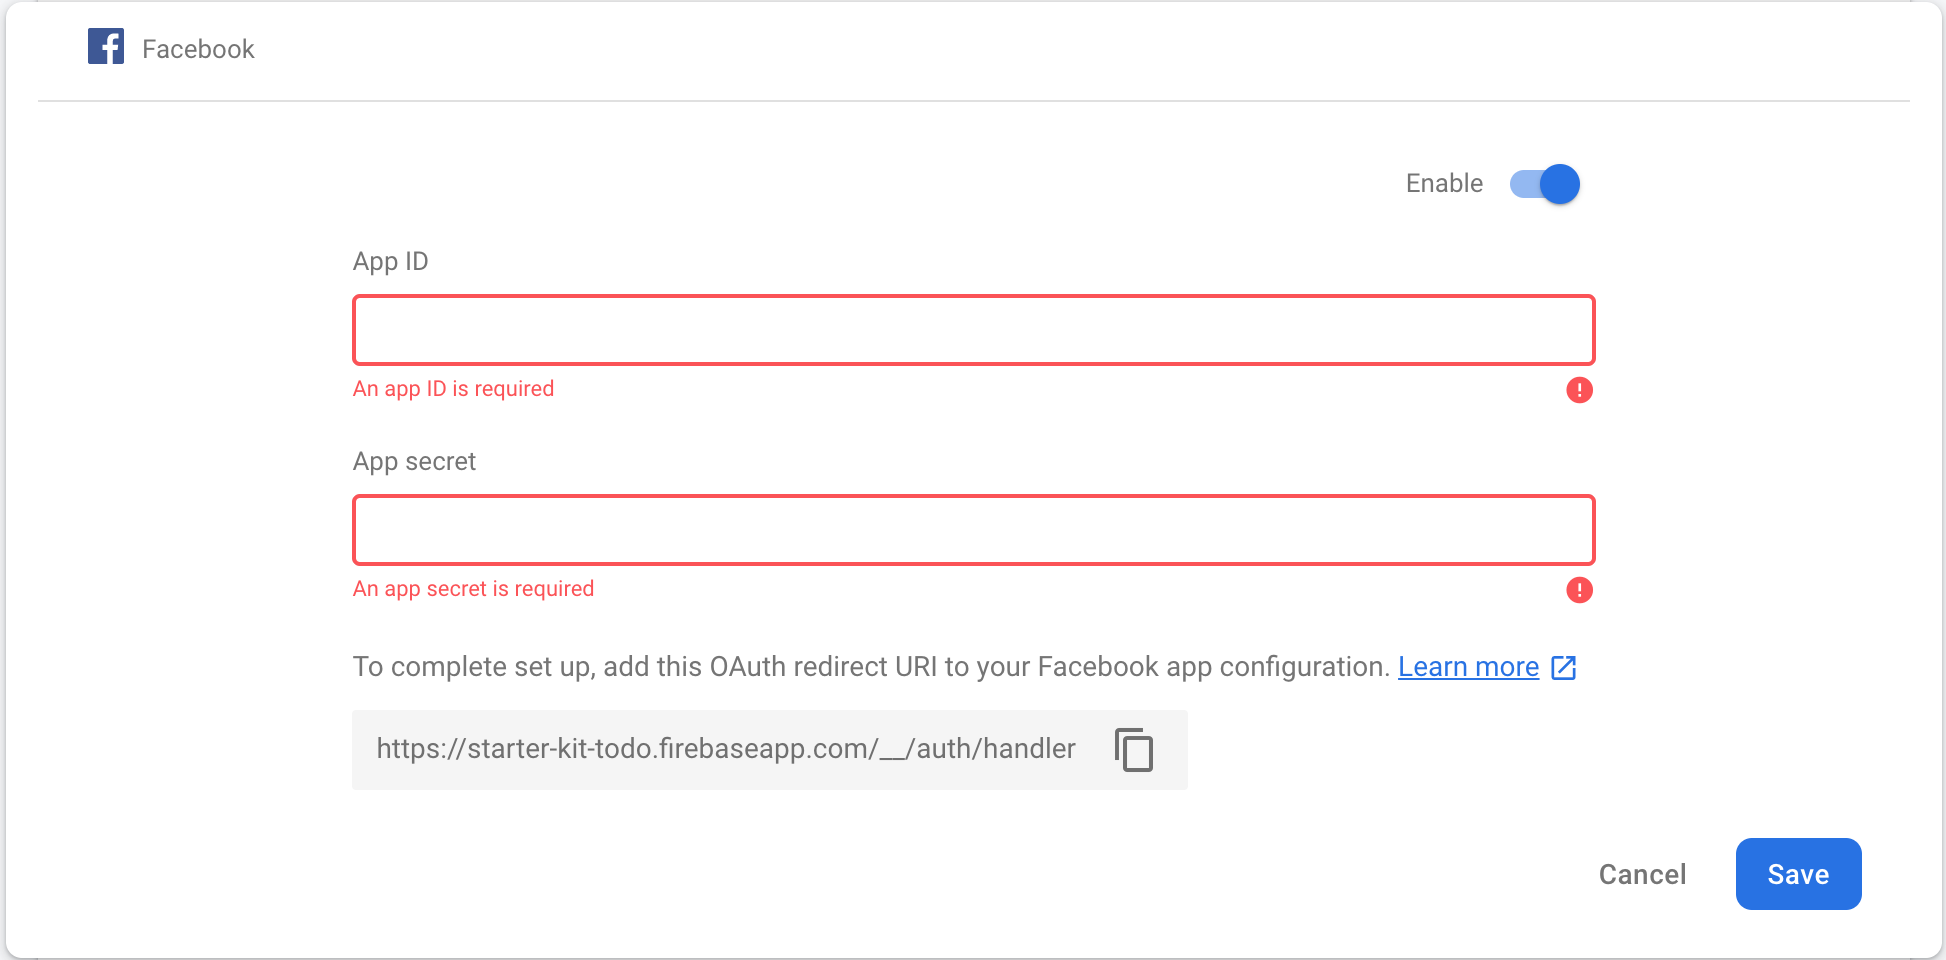 Facebook
Enable
App ID
An app ID is required
App secret
An app secret is required
To complete set up, add this OAuth redirect URI to your Facebook app configuration. Learn more
https://starter-kit-todo.firebaseapp.com/__/auth/handler
Cancel
Save